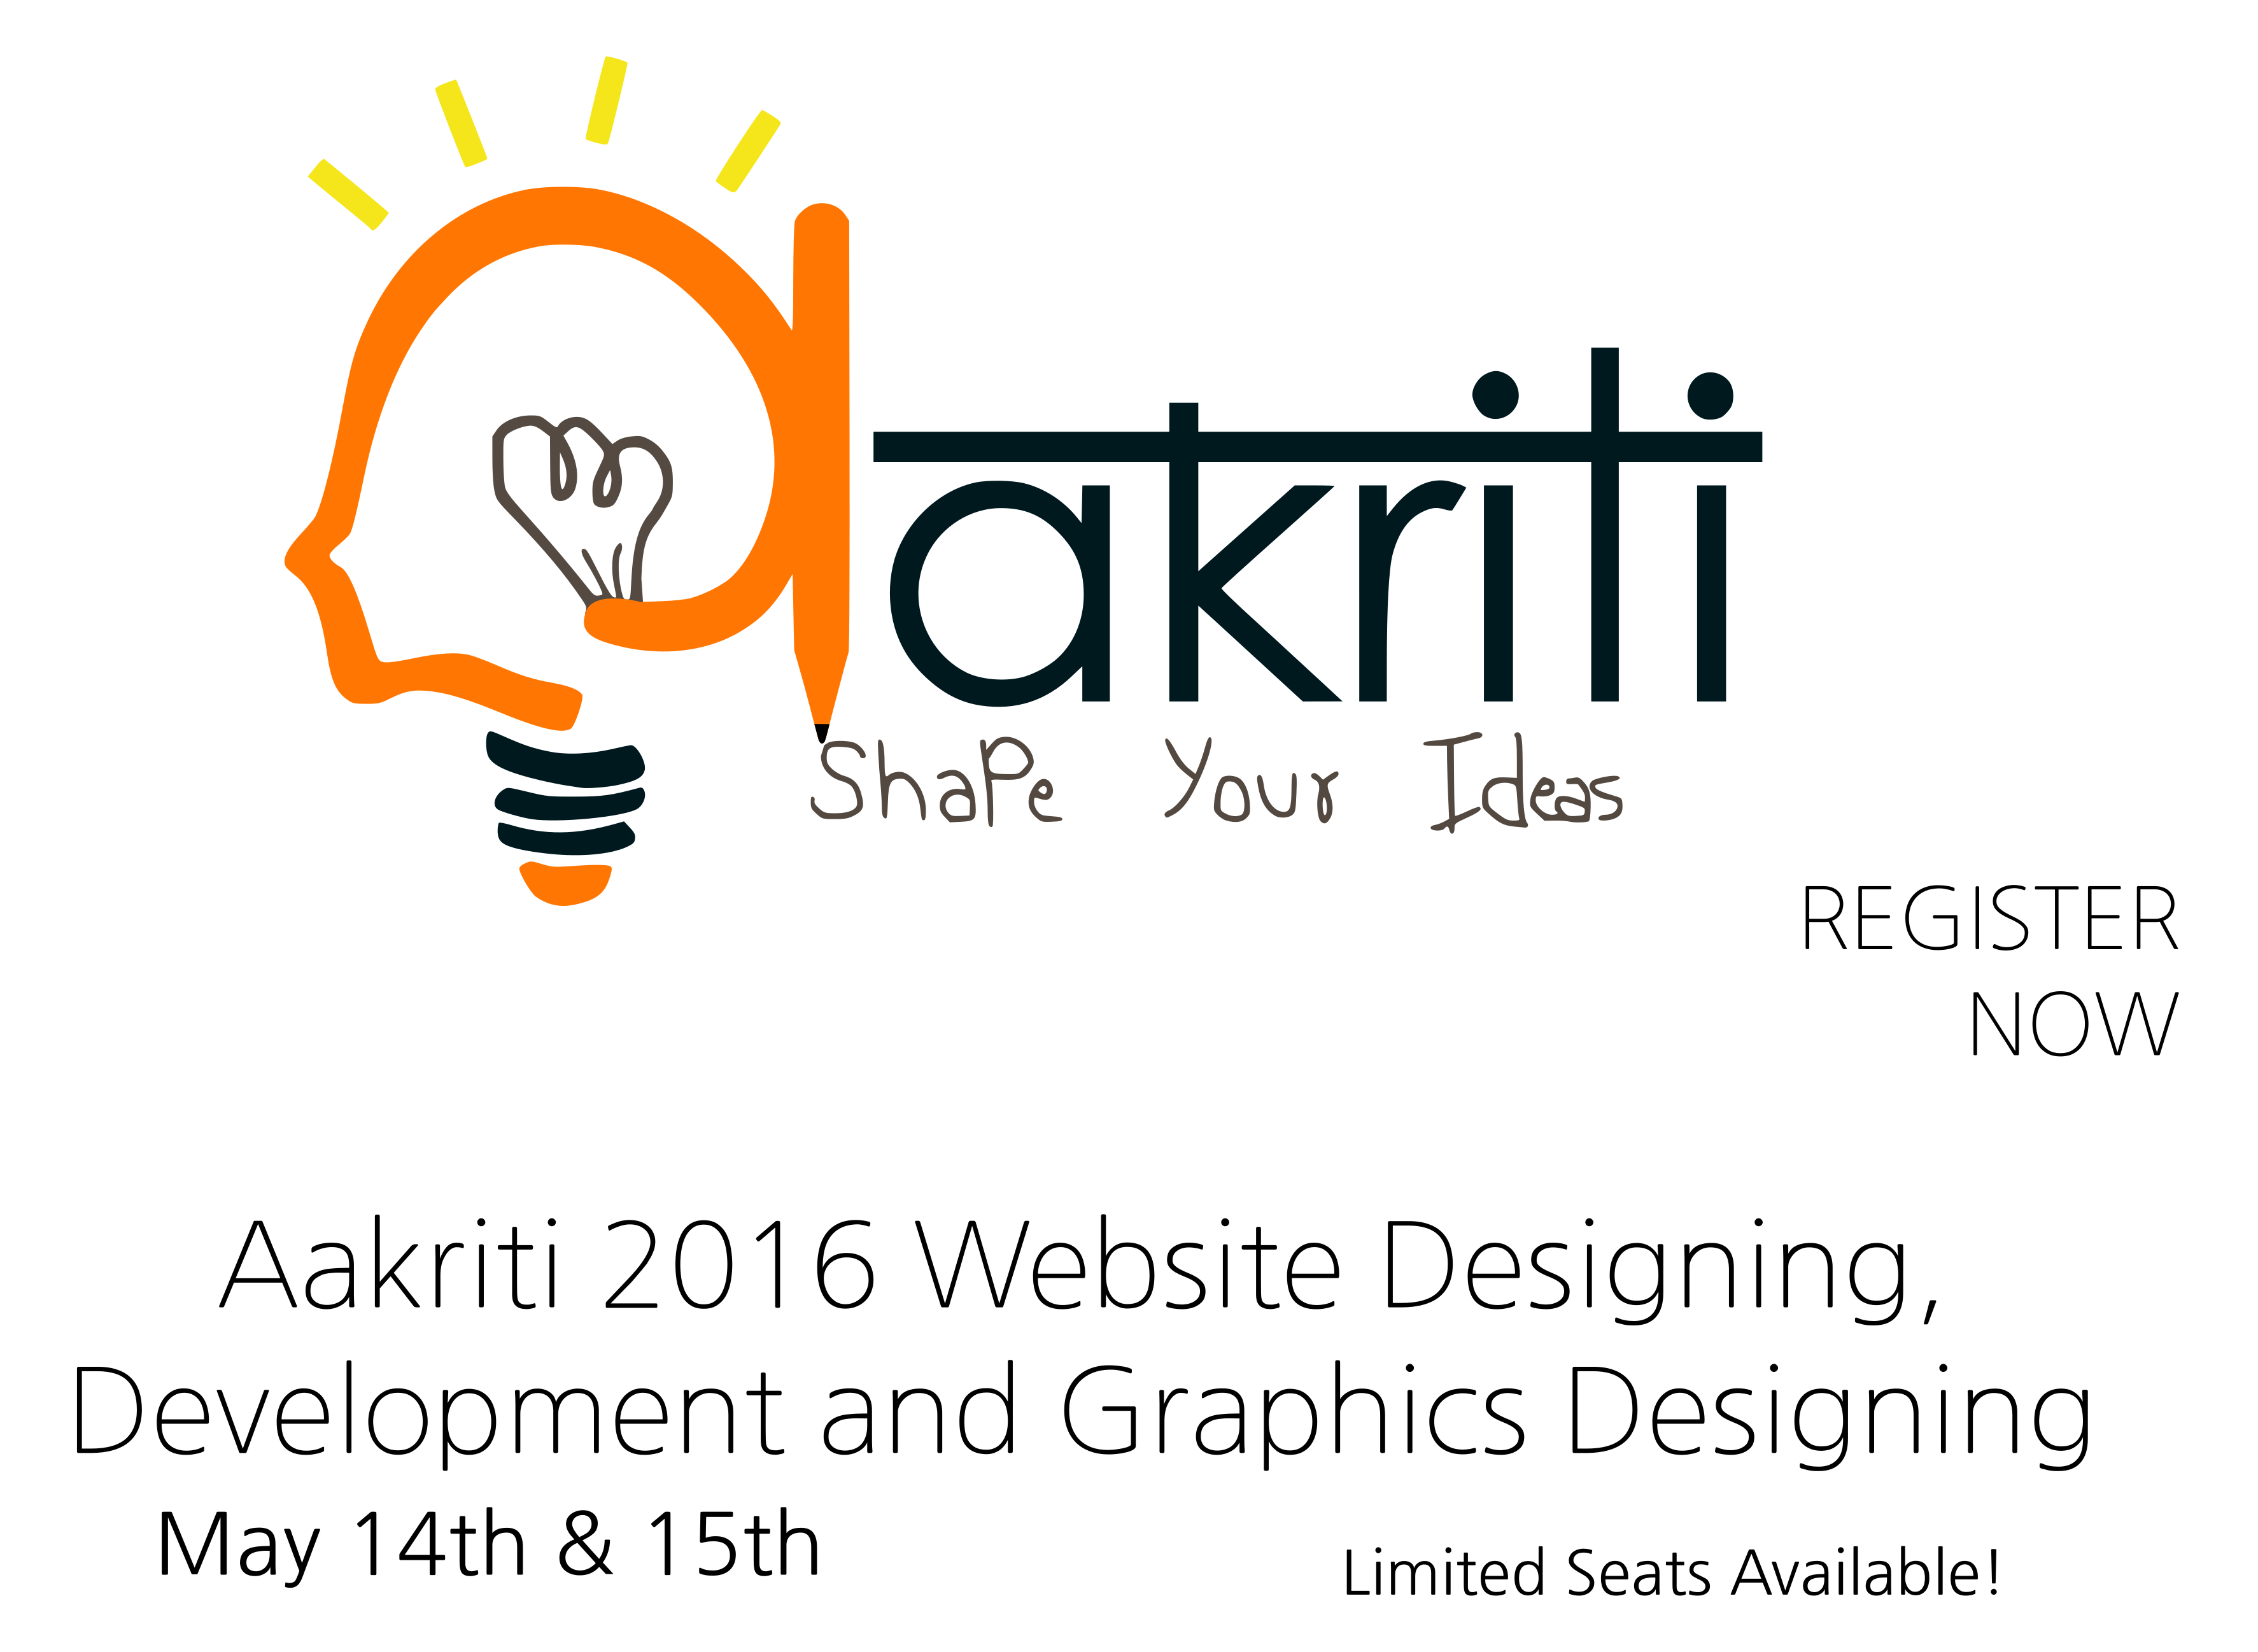 aakriti
ShaPe Your Ideas
REGISTER
NOW
Aakriti 2016 Website Designing,
Development and Graphics Designing
May 14th & 15th
Limited Seats Available!